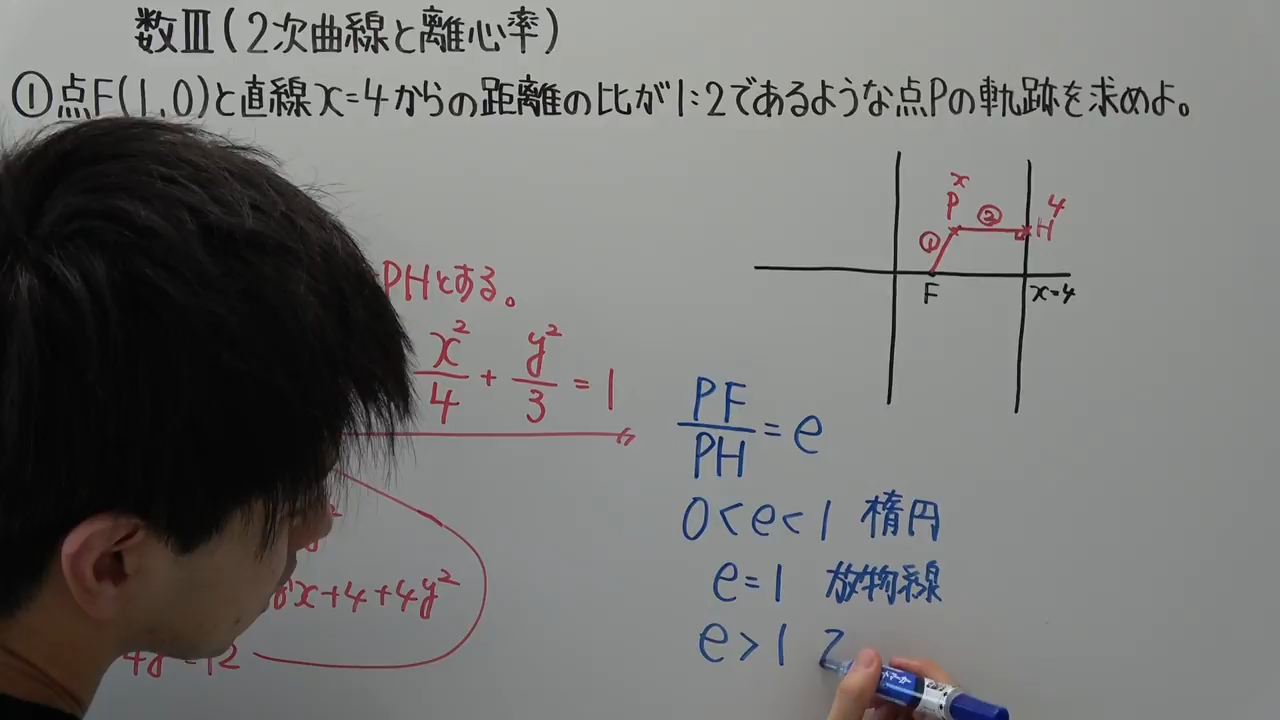 数Ⅲ(2次曲線と離心率)
①点F(1,0)と直線x=4からの距離の比が1:2であるような点Pの軌跡を求めよ。
x
P ② 4
① H
F x=4
PHとする。
x²/4 + y²/3 = 1
PF/PH = e
0<e<1 楕円
e=1 放物線
e>1 2
x+4+4y²
12